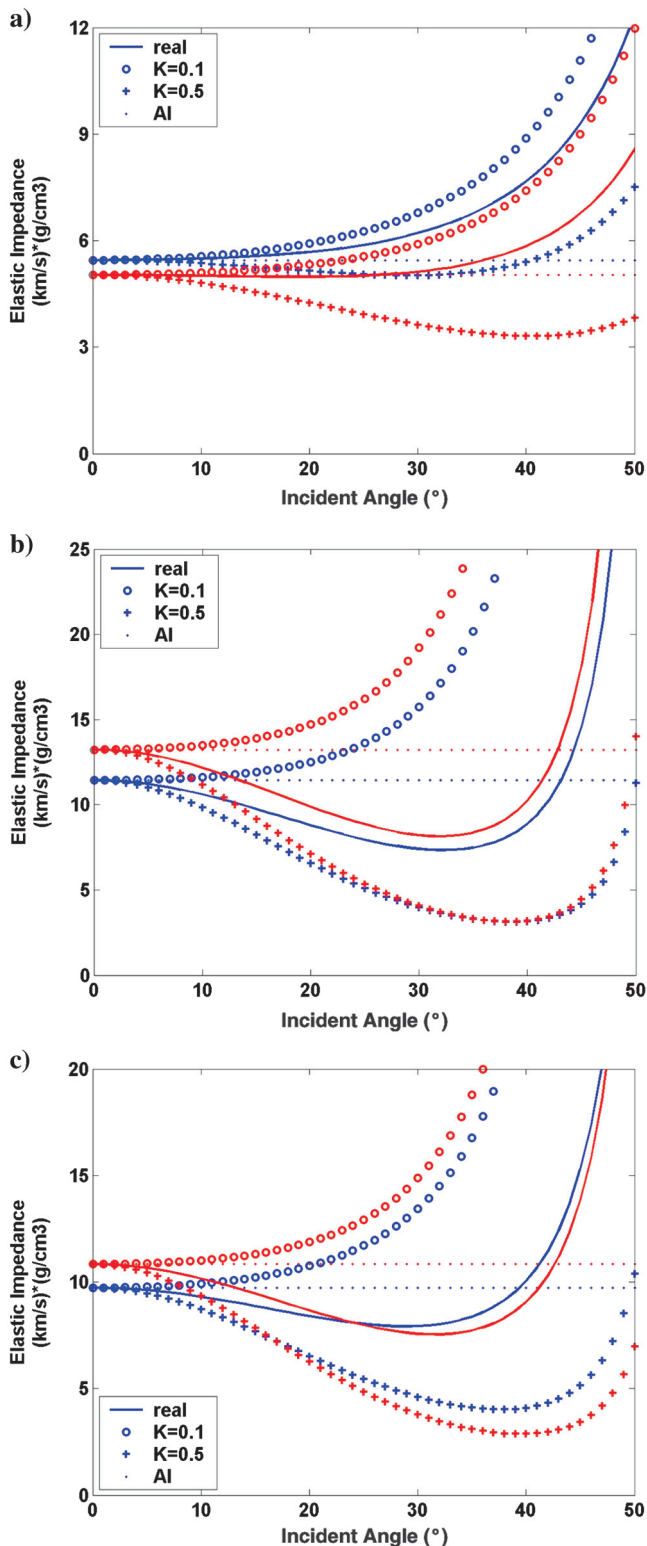 a)
12
9
6
3
0
Elastic Impedance
(km/s)*(g/cm3)
real
K=0.1
K=0.5
AI
0 10 20 30 40 50
Incident Angle (°)
b)
25
20
15
10
5
0
Elastic Impedance
(km/s)*(g/cm3)
real
K=0.1
K=0.5
AI
0 10 20 30 40 50
Incident Angle (°)
c)
20
15
10
5
0
Elastic Impedance
(km/s)*(g/cm3)
real
K=0.1
K=0.5
AI
0 10 20 30 40 50
Incident Angle (°)